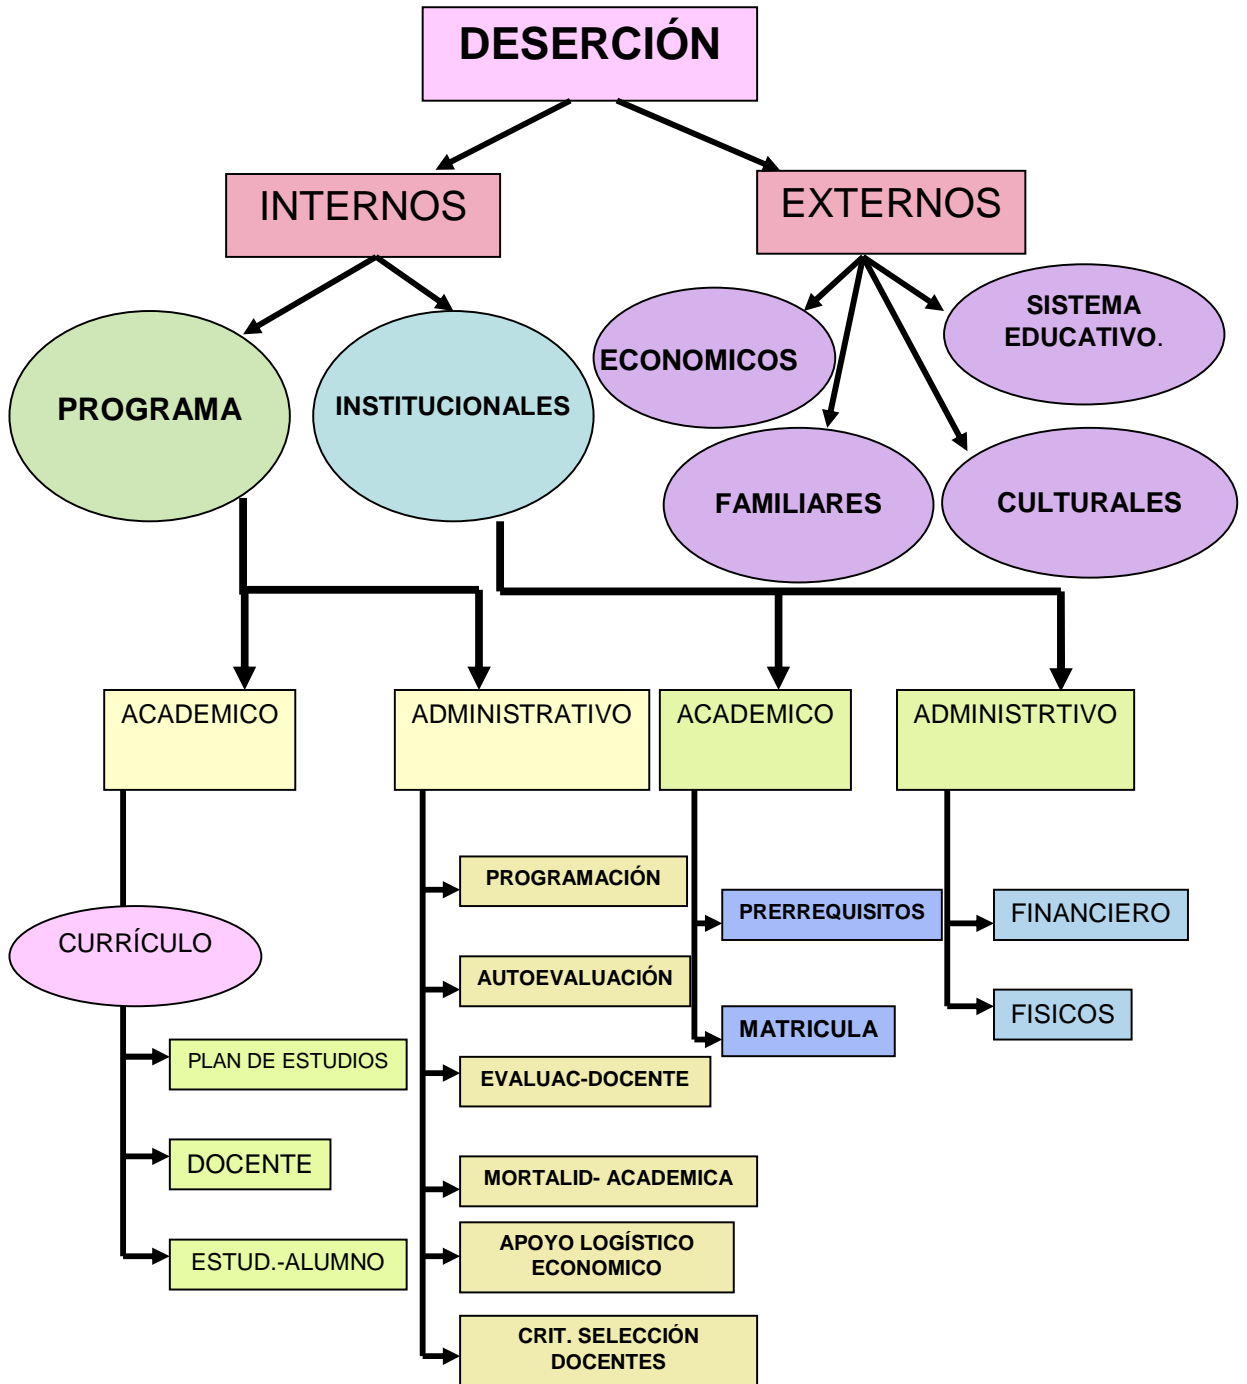 DESERCIÓN
INTERNOS
EXTERNOS
ECONOMICOS
SISTEMA
EDUCATIVO.
PROGRAMA
INSTITUCIONALES
FAMILIARES
CULTURALES
ACADEMICO
ADMINISTRATIVO
ACADEMICO
ADMINISTRTIVO
CURRÍCULO
PLAN DE ESTUDIOS
DOCENTE
ESTUD.-ALUMNO
PROGRAMACIÓN
AUTOEVALUACIÓN
EVALUAC-DOCENTE
MORTALID- ACADEMICA
APOYO LOGÍSTICO
ECONOMICO
CRIT. SELECCIÓN
DOCENTES
PRERREQUISITOS
MATRICULA
FINANCIERO
FISICOS